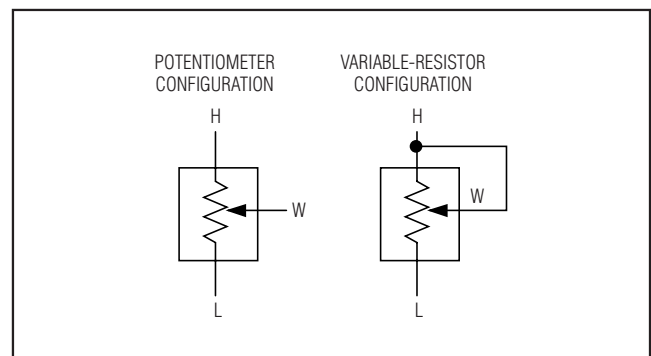 POTENTIOMETER
CONFIGURATION
H
W
L
VARIABLE-RESISTOR
CONFIGURATION
H
W
L